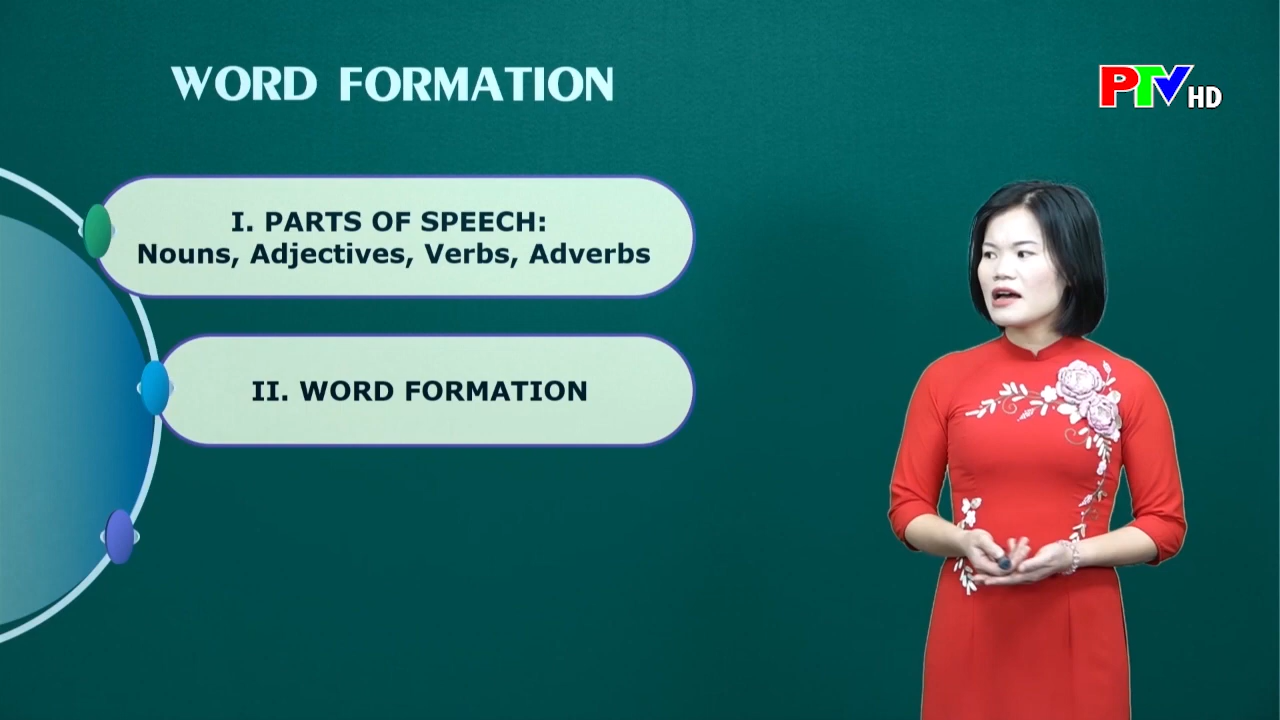 WORD FORMATION
PTV HD
I. PARTS OF SPEECH:
Nouns, Adjectives, Verbs, Adverbs
II. WORD FORMATION